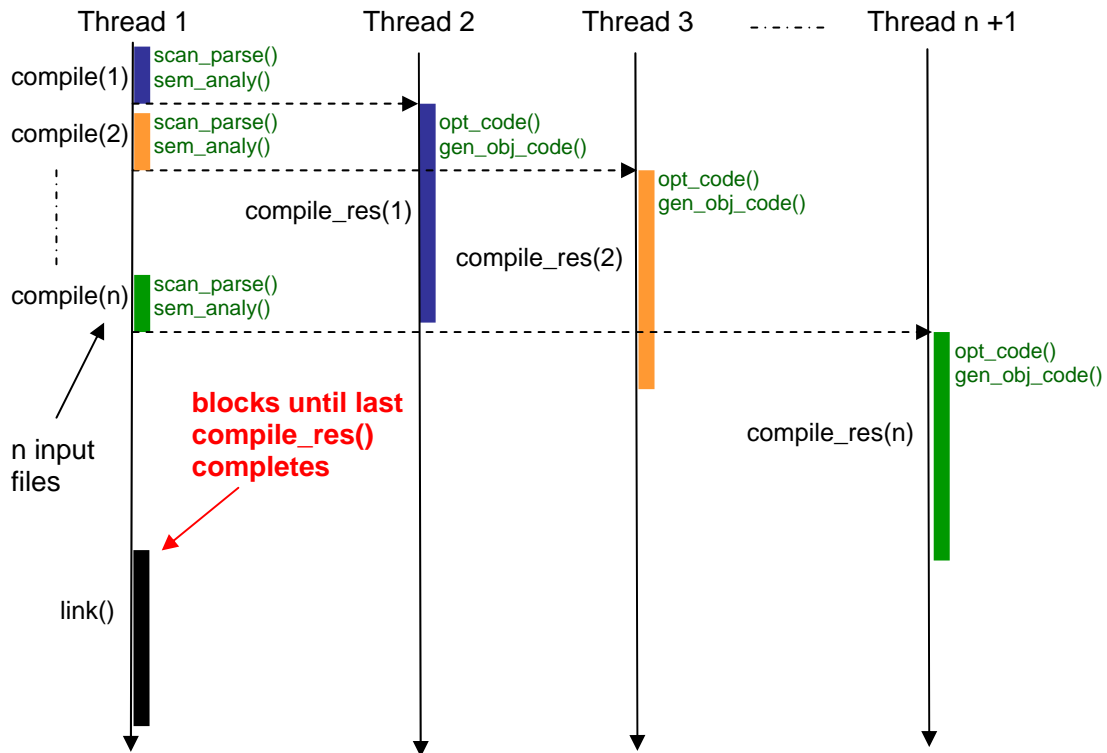 Thread 1
Thread 2
Thread 3
Thread n +1
compile(1)
scan_parse()
sem_analy()
compile(2)
scan_parse()
sem_analy()
opt_code()
gen_obj_code()
opt_code()
gen_obj_code()
compile_res(1)
compile_res(2)
compile(n)
scan_parse()
sem_analy()
opt_code()
gen_obj_code()
blocks until last
compile_res()
completes
compile_res(n)
n input
files
link()